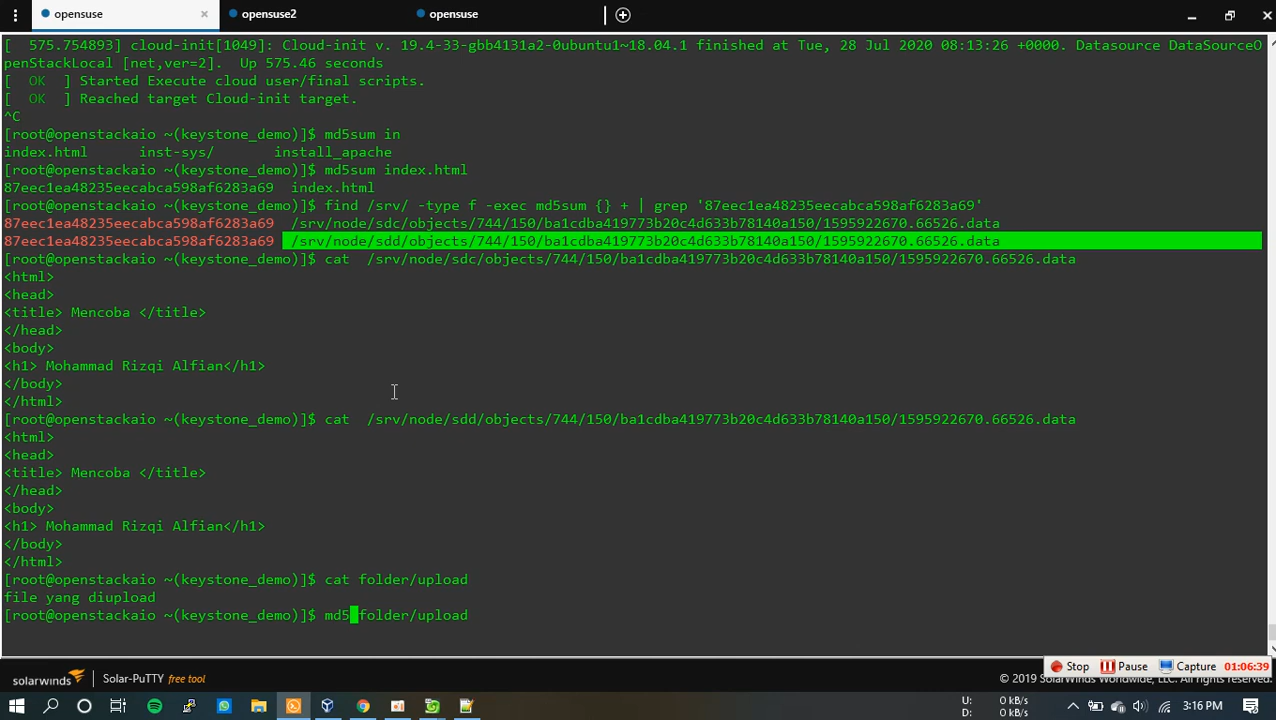 opensuse × opensuse2 opensuse
[  575.754893] cloud-init[1049]: Cloud-init v. 19.4-33-gbb4131a2-0ubuntu1~18.04.1 finished at Tue, 28 Jul 2020 08:13:26 +0000. Datasource DataSourceO
penStackLocal [net,ver=2].  Up 575.46 seconds
[  OK  ] Started Execute cloud user/final scripts.
[  OK  ] Reached target Cloud-init target.
^C
[root@openstackaio ~(keystone_demo)]$ md5sum in
index.html      inst-sys/       install_apache
[root@openstackaio ~(keystone_demo)]$ md5sum index.html
87eec1ea48235eecabca598af6283a69  index.html
[root@openstackaio ~(keystone_demo)]$ find /srv/ -type f -exec md5sum {} + | grep '87eec1ea48235eecabca598af6283a69'
87eec1ea48235eecabca598af6283a69  /srv/node/sdc/objects/744/150/ba1cdba419773b20c4d633b78140a150/1595922670.66526.data
87eec1ea48235eecabca598af6283a69  /srv/node/sdd/objects/744/150/ba1cdba419773b20c4d633b78140a150/1595922670.66526.data
[root@openstackaio ~(keystone_demo)]$ cat  /srv/node/sdc/objects/744/150/ba1cdba419773b20c4d633b78140a150/1595922670.66526.data
<html>
<head>
<title> Mencoba </title>
</head>
<body>
<h1> Mohammad Rizqi Alfian</h1>
</body>
</html>
[root@openstackaio ~(keystone_demo)]$ cat  /srv/node/sdd/objects/744/150/ba1cdba419773b20c4d633b78140a150/1595922670.66526.data
<html>
<head>
<title> Mencoba </title>
</head>
<body>
<h1> Mohammad Rizqi Alfian</h1>
</body>
</html>
[root@openstackaio ~(keystone_demo)]$ cat folder/upload
file yang diupload
[root@openstackaio ~(keystone_demo)]$ md5 folder/upload
Stop Pause Capture 01:06:39
solarwinds Solar-PuTTY free tool © 2019 SolarWinds Worldwide, LLC. All rights reserved.
U: 0 kB/s
D: 0 kB/s
3:16 PM